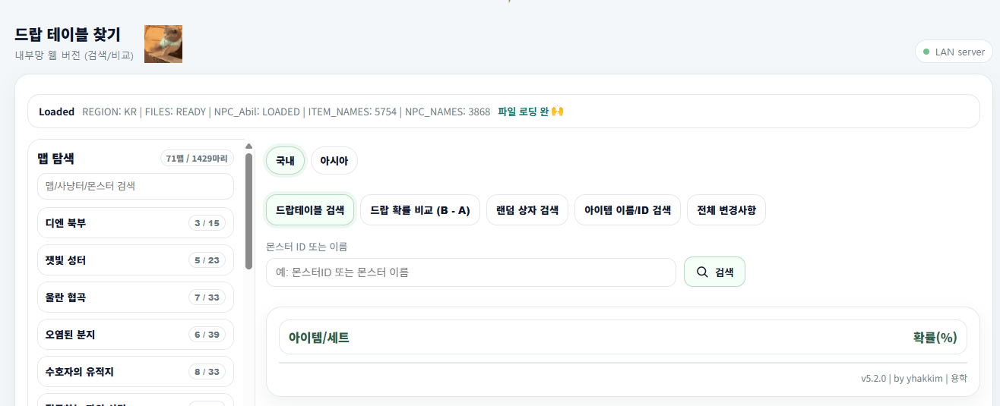 드랍 테이블 찾기
내부망 웹 버전 (검색/비교)
LAN server
Loaded REGION: KR | FILES: READY | NPC_Abil: LOADED | ITEM_NAMES: 5754 | NPC_NAMES: 3868 파일 로딩 완🙌
맵 탐색
71맵 / 1429마리
맵/사냥터/몬스터 검색
디엔 북부 3 / 15
잿빛 성터 5 / 23
울란 협곡 7 / 33
오염된 분지 6 / 39
수호자의 유적지 8 / 33
국내 아시아
드랍테이블 검색 드랍 확률 비교 (B - A) 랜덤 상자 검색 아이템 이름/ID 검색 전체 변경사항
몬스터 ID 또는 이름
예: 몬스터ID 또는 몬스터 이름 검색
아이템/세트 확률(%)
v5.2.0 | by yhakkim | 용학